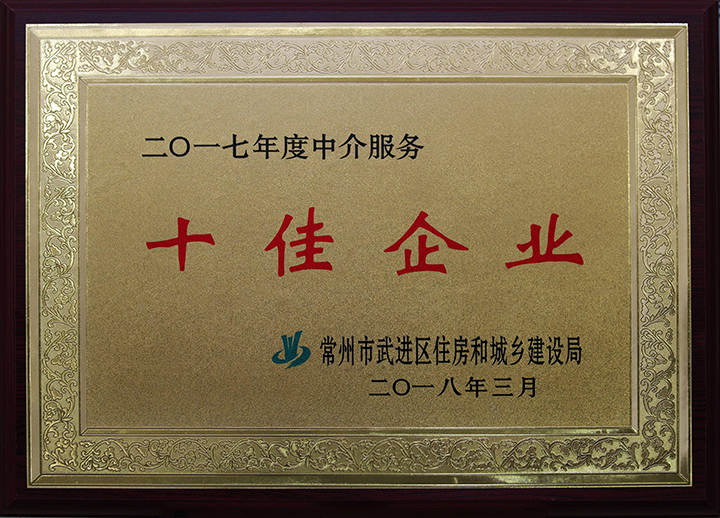 二〇一七年度中介服务
十佳企业
常州市武进区住房和城乡建设局
二〇一八年三月